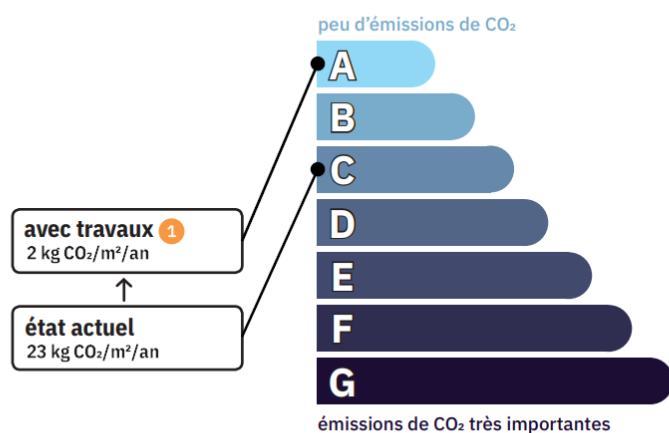 peu d'émissions de CO₂
A
B
C
avec travaux 1
2 kg CO₂/m²/an
D
E
état actuel
23 kg CO₂/m²/an
F
G
émissions de CO₂ très importantes